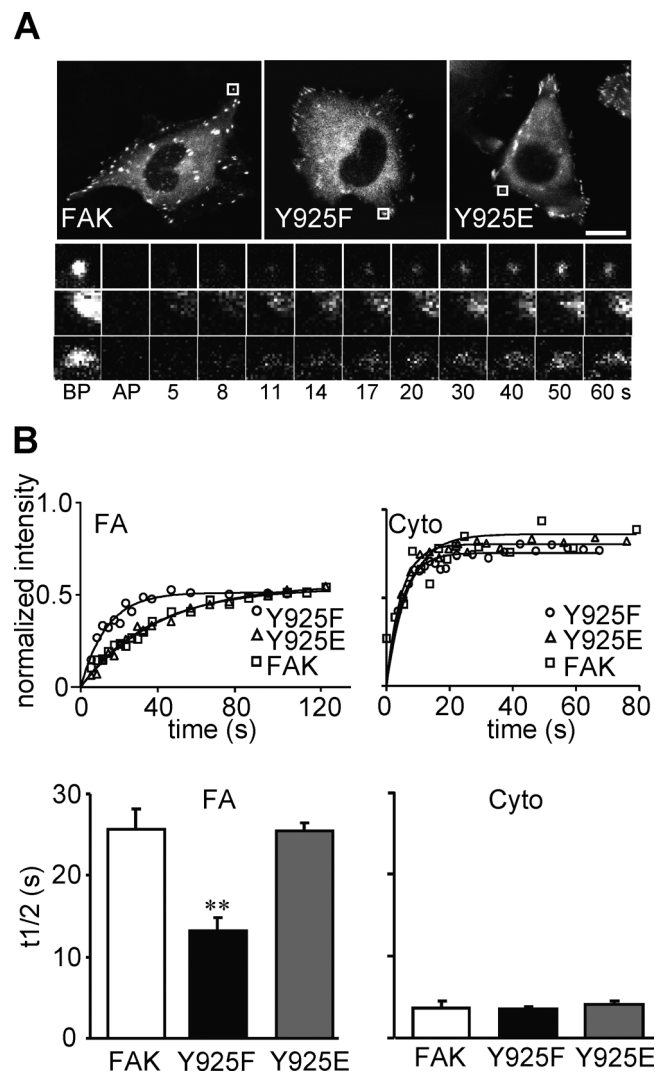 A
FAK Y925F Y925E
BP AP 5 8 11 14 17 20 30 40 50 60 s
B
normalized intensity
1.0
0.5
0
FA
Y925F
Y925E
FAK
0 40 80 120
time (s)
Cyto
Y925F
Y925E
FAK
0 20 40 60 80
time (s)
t1/2 (s)
30
20
10
0
FA
**
FAK Y925F Y925E
Cyto
FAK Y925F Y925E